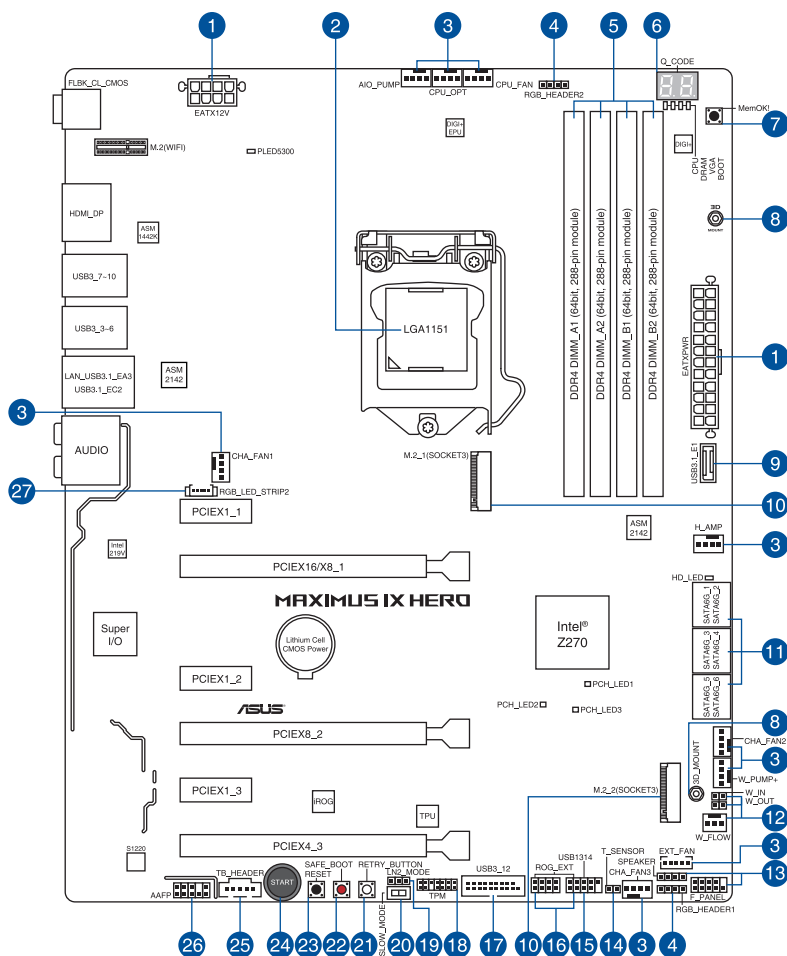 1
2
3
4
5
6
Q_CODE
8.8.
FLBK_CL_CMOS
EATX12V
AIO_PUMP
CPU_OPT
CPU_FAN
RGB_HEADER2
MemOK!
7
DIGI+
EPU
DIGI+
CPU
DRAM
VGA
BOOT
M.2(WIFI)
PLED5300
HDMI_DP
ASM
1442K
3D
MOUNT
8
USB3_7~10
USB3_3~6
LGA1151
DDR4 DIMM_A1 (64bit, 288-pin module)
DDR4 DIMM_A2 (64bit, 288-pin module)
DDR4 DIMM_B1 (64bit, 288-pin module)
DDR4 DIMM_B2 (64bit, 288-pin module)
EATXPWR
1
LAN_USB3.1_EA3
USB3.1_EC2
ASM
2142
3
AUDIO
CHA_FAN1
M.2_1(SOCKET3)
USB3.1_E1
9
27
RGB_LED_STRIP2
10
PCIEX1_1
ASM
2142
H_AMP
3
Intel
219V
PCIEX16/X8_1
HD_LED
MAXIMUS IX HERO
SATA6G_1
SATA6G_2
Super
I/O
Lithium Cell
CMOS Power
Intel®
Z270
SATA6G_3
SATA6G_4
11
PCIEX1_2
PCH_LED1
SATA6G_5
SATA6G_6
ASUS
PCH_LED2
PCH_LED3
8
PCIEX8_2
CHA_FAN2
3
3D_MOUNT
W_PUMP+
PCIEX1_3
iROG
M.2_2(SOCKET3)
W_IN
W_OUT
TPU
12
W_FLOW
S1220
PCIEX4_3
USB1314
T_SENSOR
EXT_FAN
3
TB_HEADER
SAFE_BOOT
RETRY_BUTTON
USB3_12
ROG_EXT
SPEAKER
START
RESET
LN2_MODE
CHA_FAN3
13
AAFP
SLOW_MODE
TPM
F_PANEL
RGB_HEADER1
26
25
24
23
22
21
20
19
18
17
10
16
15
14
3
4